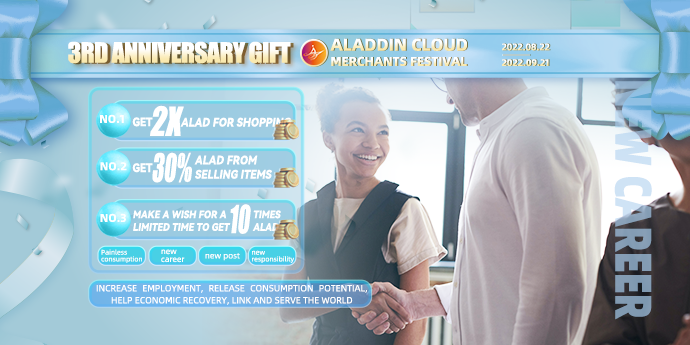 3RD ANNIVERSARY GIFT
ALADDIN CLOUD
MERCHANTS FESTIVAL
2022.08.22
2022.09.21
NO.1 GET 2X ALAD FOR SHOPPING
NO.2 GET 30% ALAD FROM
SELLING ITEMS
NO.3 MAKE A WISH FOR A 10 TIMES
LIMITED TIME TO GET ALAD
Painless
consumption
new
career
new post
new
responsibility
INCREASE EMPLOYMENT, RELEASE CONSUMPTION POTENTIAL,
HELP ECONOMIC RECOVERY, LINK AND SERVE THE WORLD
NEW CAREER